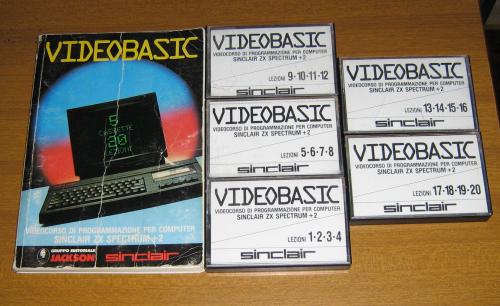 VIDEOBASIC
5
CASSETTE
20
LEZIONI
VIDEOCORSO DI PROGRAMMAZIONE PER COMPUTER
SINCLAIR ZX SPECTRUM +2
GRUPPO EDITORIALE
JACKSON
sinclair
VIDEOBASIC
VIDEOCORSO DI PROGRAMMAZIONE PER COMPUTER
SINCLAIR ZX SPECTRUM +2
LEZIONI 9·10·11·12
sinclair
VIDEOBASIC
VIDEOCORSO DI PROGRAMMAZIONE PER COMPUTER
SINCLAIR ZX SPECTRUM +2
LEZIONI 5·6·7·8
sinclair
VIDEOBASIC
VIDEOCORSO DI PROGRAMMAZIONE PER COMPUTER
SINCLAIR ZX SPECTRUM +2
LEZIONI 1·2·3·4
sinclair
VIDEOBASIC
VIDEOCORSO DI PROGRAMMAZIONE PER COMPUTER
SINCLAIR ZX SPECTRUM +2
LEZIONI 13·14·15·16
sinclair
VIDEOBASIC
VIDEOCORSO DI PROGRAMMAZIONE PER COMPUTER
SINCLAIR ZX SPECTRUM +2
LEZIONI 17·18·19·20
sinclair